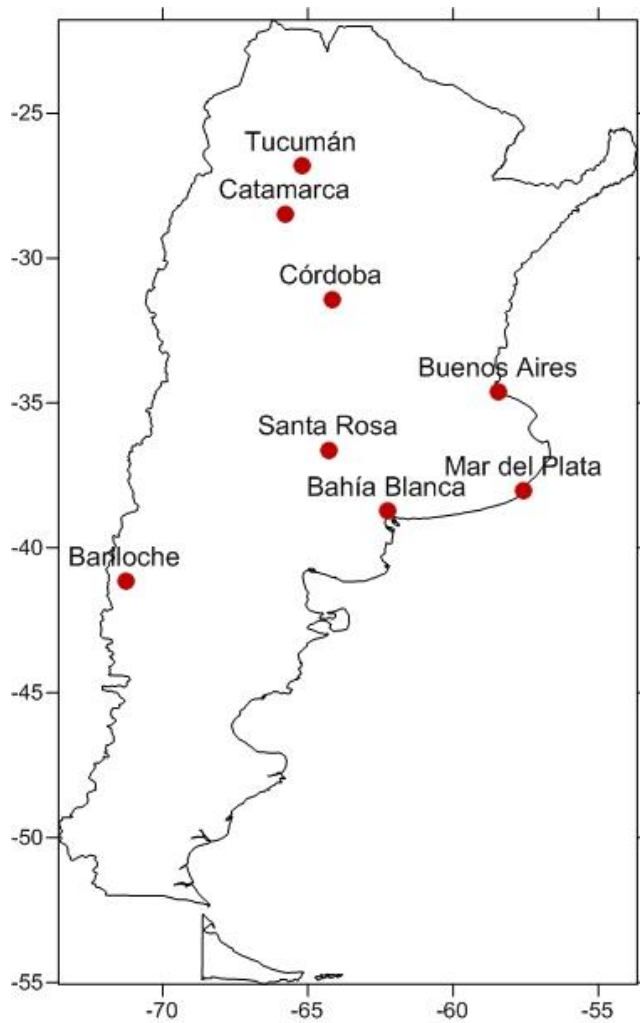 -25
Tucumán
Catamarca
-30
Córdoba
Buenos Aires
-35
Santa Rosa
Mar del Plata
Bahía Blanca
-40
Bariloche
-45
-50
-55
-70
-65
-60
-55